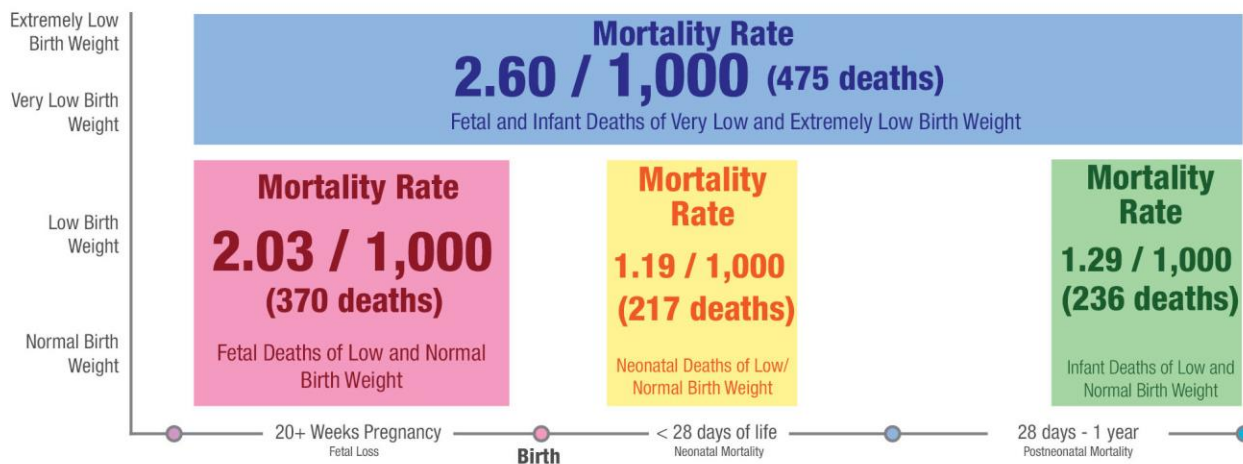 Extremely Low
Birth Weight
Very Low Birth
Weight
Low Birth
Weight
Normal Birth
Weight
Mortality Rate
2.60 / 1,000 (475 deaths)
Fetal and Infant Deaths of Very Low and Extremely Low Birth Weight
Mortality Rate
2.03 / 1,000
(370 deaths)
Fetal Deaths of Low and Normal
Birth Weight
Mortality
Rate
1.19 / 1,000
(217 deaths)
Neonatal Deaths of Low/
Normal Birth Weight
Mortality
Rate
1.29 / 1,000
(236 deaths)
Infant Deaths of Low and
Normal Birth Weight
20+ Weeks Pregnancy
Fetal Loss
Birth
< 28 days of life
Neonatal Mortality
28 days - 1 year
Postneonatal Mortality